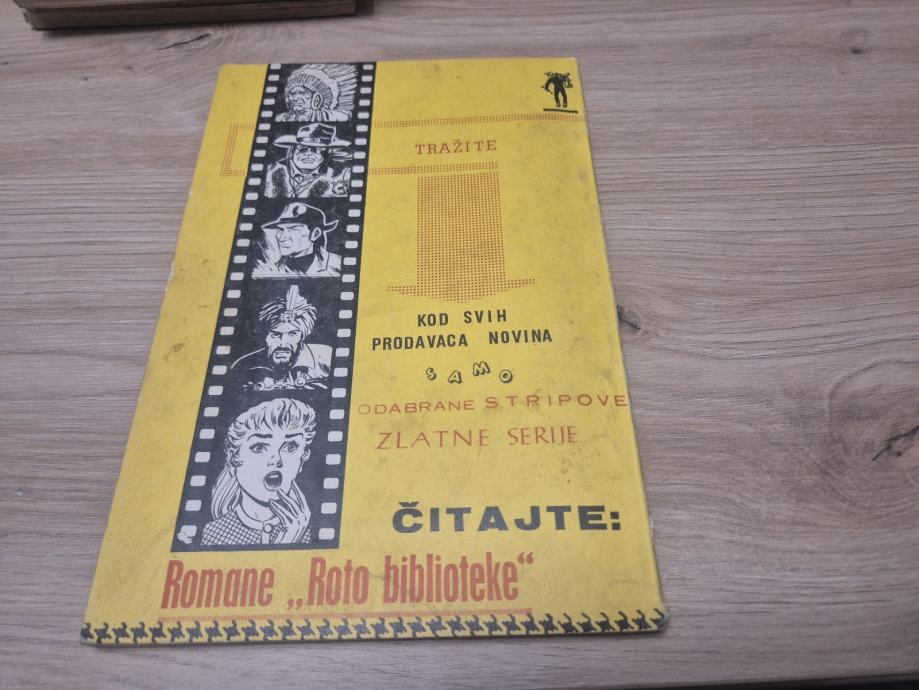 TRAŽITE
KOD SVIH
PRODAVACA NOVINA
SAMO
ODABRANE STRIPOVE
ZLATNE SERIJE
ČITAJTE:
Romane „Roto biblioteke“